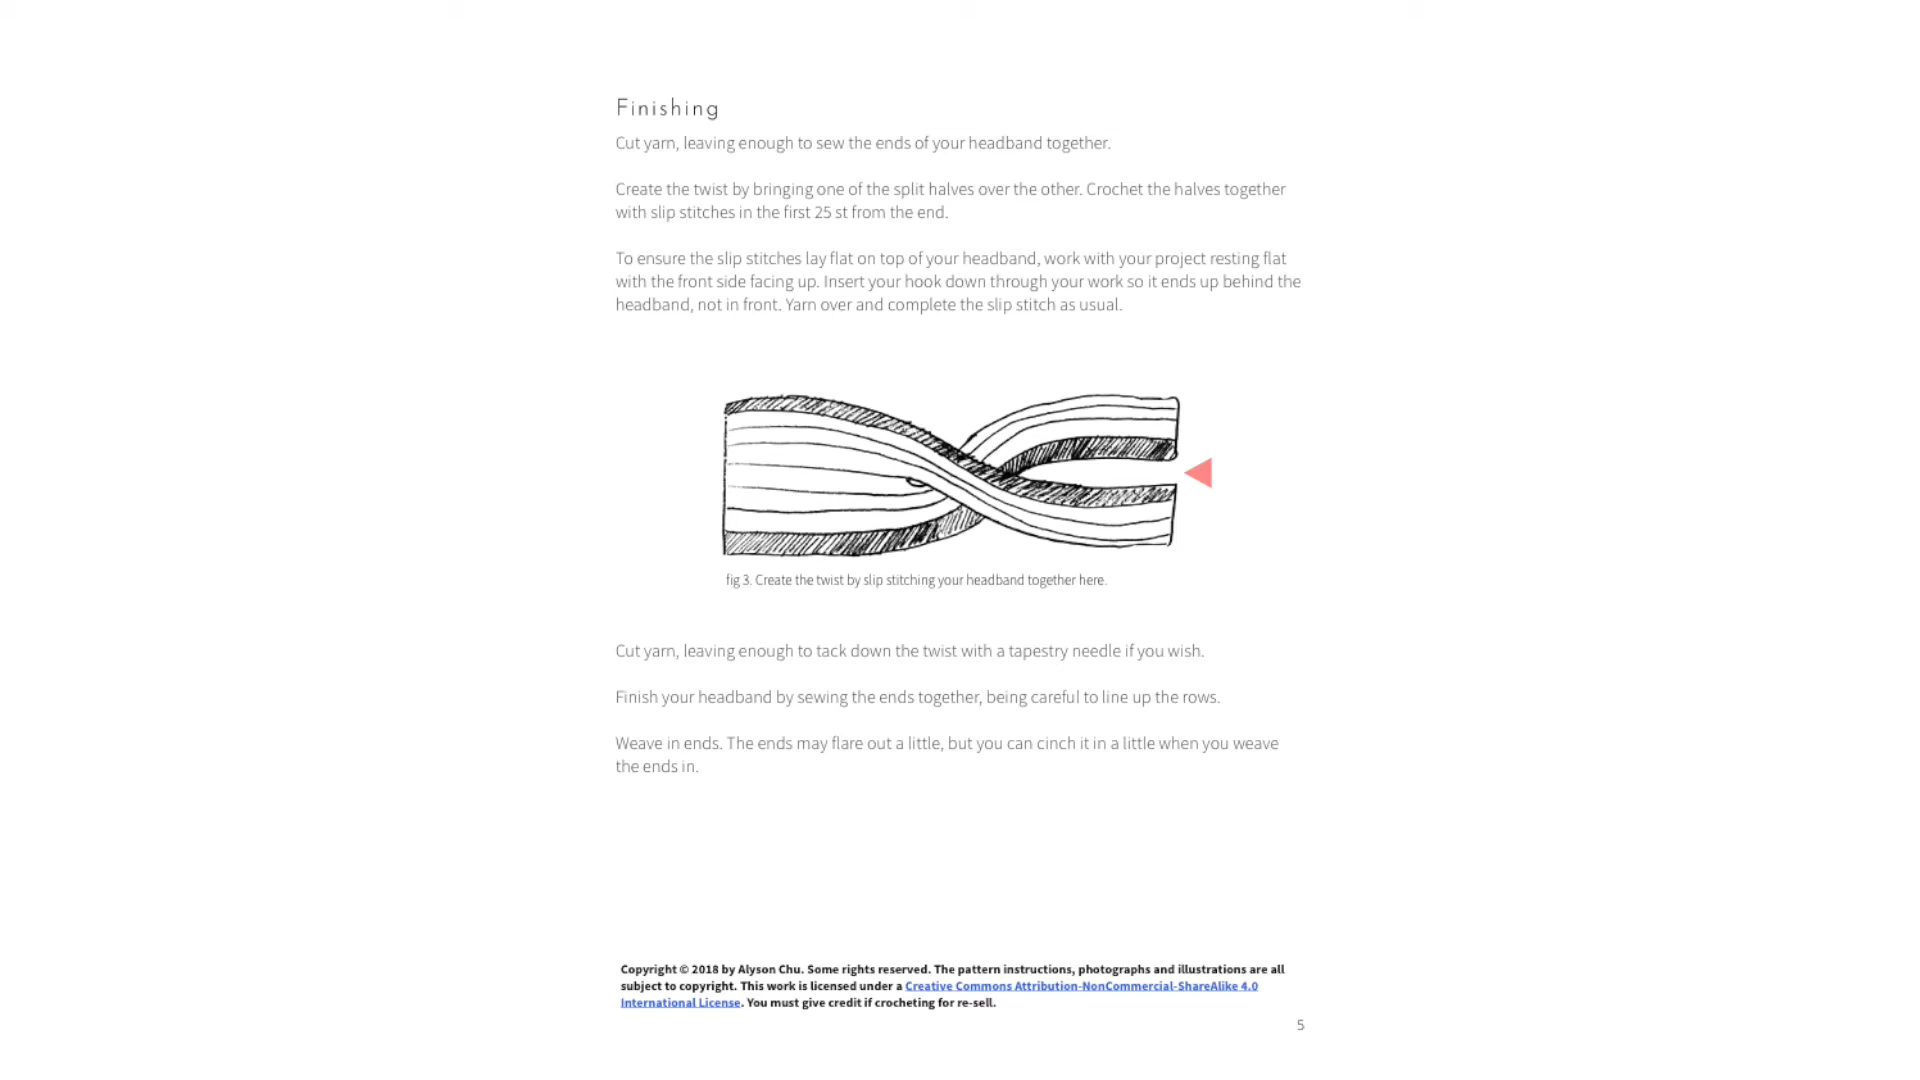 Finishing
Cut yarn, leaving enough to sew the ends of your headband together.
Create the twist by bringing one of the split halves over the other. Crochet the halves together
with slip stitches in the first 25 st from the end.
To ensure the slip stitches lay flat on top of your headband, work with your project resting flat
with the front side facing up. Insert your hook down through your work so it ends up behind the
headband, not in front. Yarn over and complete the slip stitch as usual.
fig 3. Create the twist by slip stitching your headband together here.
Cut yarn, leaving enough to tack down the twist with a tapestry needle if you wish.
Finish your headband by sewing the ends together, being careful to line up the rows.
Weave in ends. The ends may flare out a little, but you can cinch it in a little when you weave
the ends in.
Copyright © 2018 by Alyson Chu. Some rights reserved. The pattern instructions, photographs and illustrations are all
subject to copyright. This work is licensed under a Creative Commons Attribution-NonCommercial-ShareAlike 4.0
International License. You must give credit if crocheting for re-sell.
5